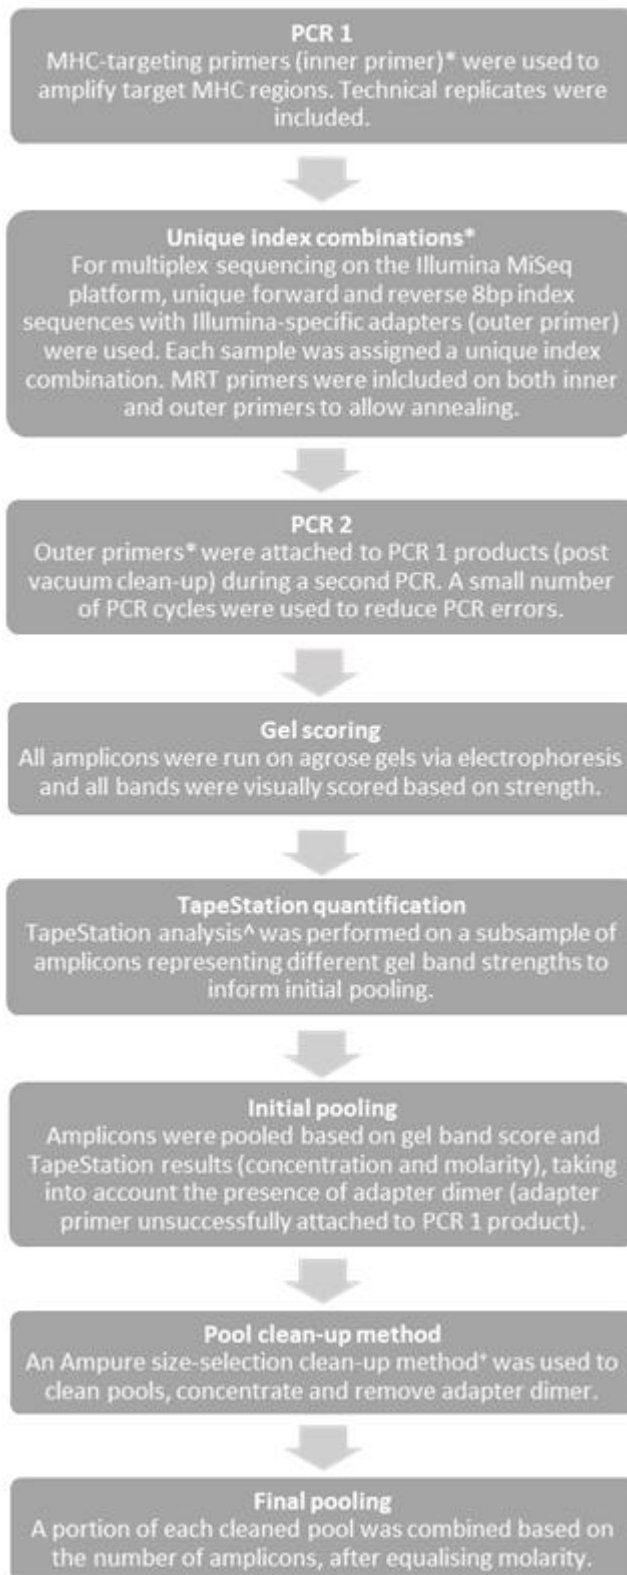 PCR 1
MHC-targeting primers (inner primer)* were used to
amplify target MHC regions. Technical replicates were
included.
Unique index combinations*
For multiplex sequencing on the Illumina MiSeq
platform, unique forward and reverse 8bp index
sequences with Illumina-specific adapters (outer primer)
were used. Each sample was assigned a unique index
combination. MRT primers were inlcluded on both inner
and outer primers to allow annealing.
PCR 2
Outer primers* were attached to PCR 1 products (post
vacuum clean-up) during a second PCR. A small number
of PCR cycles were used to reduce PCR errors.
Gel scoring
All amplicons were run on agrose gels via electrophoresis
and all bands were visually scored based on strength.
TapeStation quantification
TapeStation analysis^ was performed on a subsample of
amplicons representing different gel band strengths to
inform initial pooling.
Initial pooling
Amplicons were pooled based on gel band score and
TapeStation results (concentration and molarity), taking
into account the presence of adapter dimer (adapter
primer unsuccessfully attached to PCR 1 product).
Pool clean-up method
An Ampure size-selection clean-up method⁺ was used to
clean pools, concentrate and remove adapter dimer.
Final pooling
A portion of each cleaned pool was combined based on
the number of amplicons, after equalising molarity.